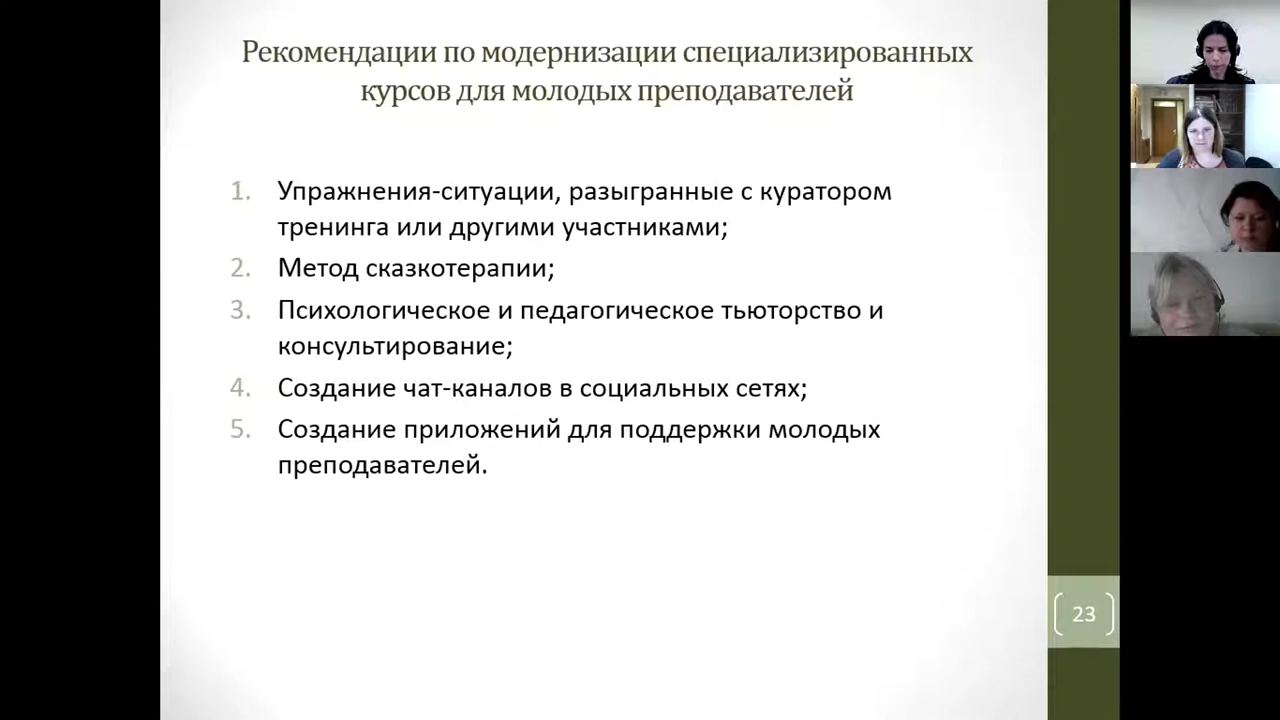 Рекомендации по модернизации специализированных
курсов для молодых преподавателей
1. Упражнения-ситуации, разыгранные с куратором
тренинга или другими участниками;
2. Метод сказкотерапии;
3. Психологическое и педагогическое тьюторство и
консультирование;
4. Создание чат-каналов в социальных сетях;
5. Создание приложений для поддержки молодых
преподавателей.
23